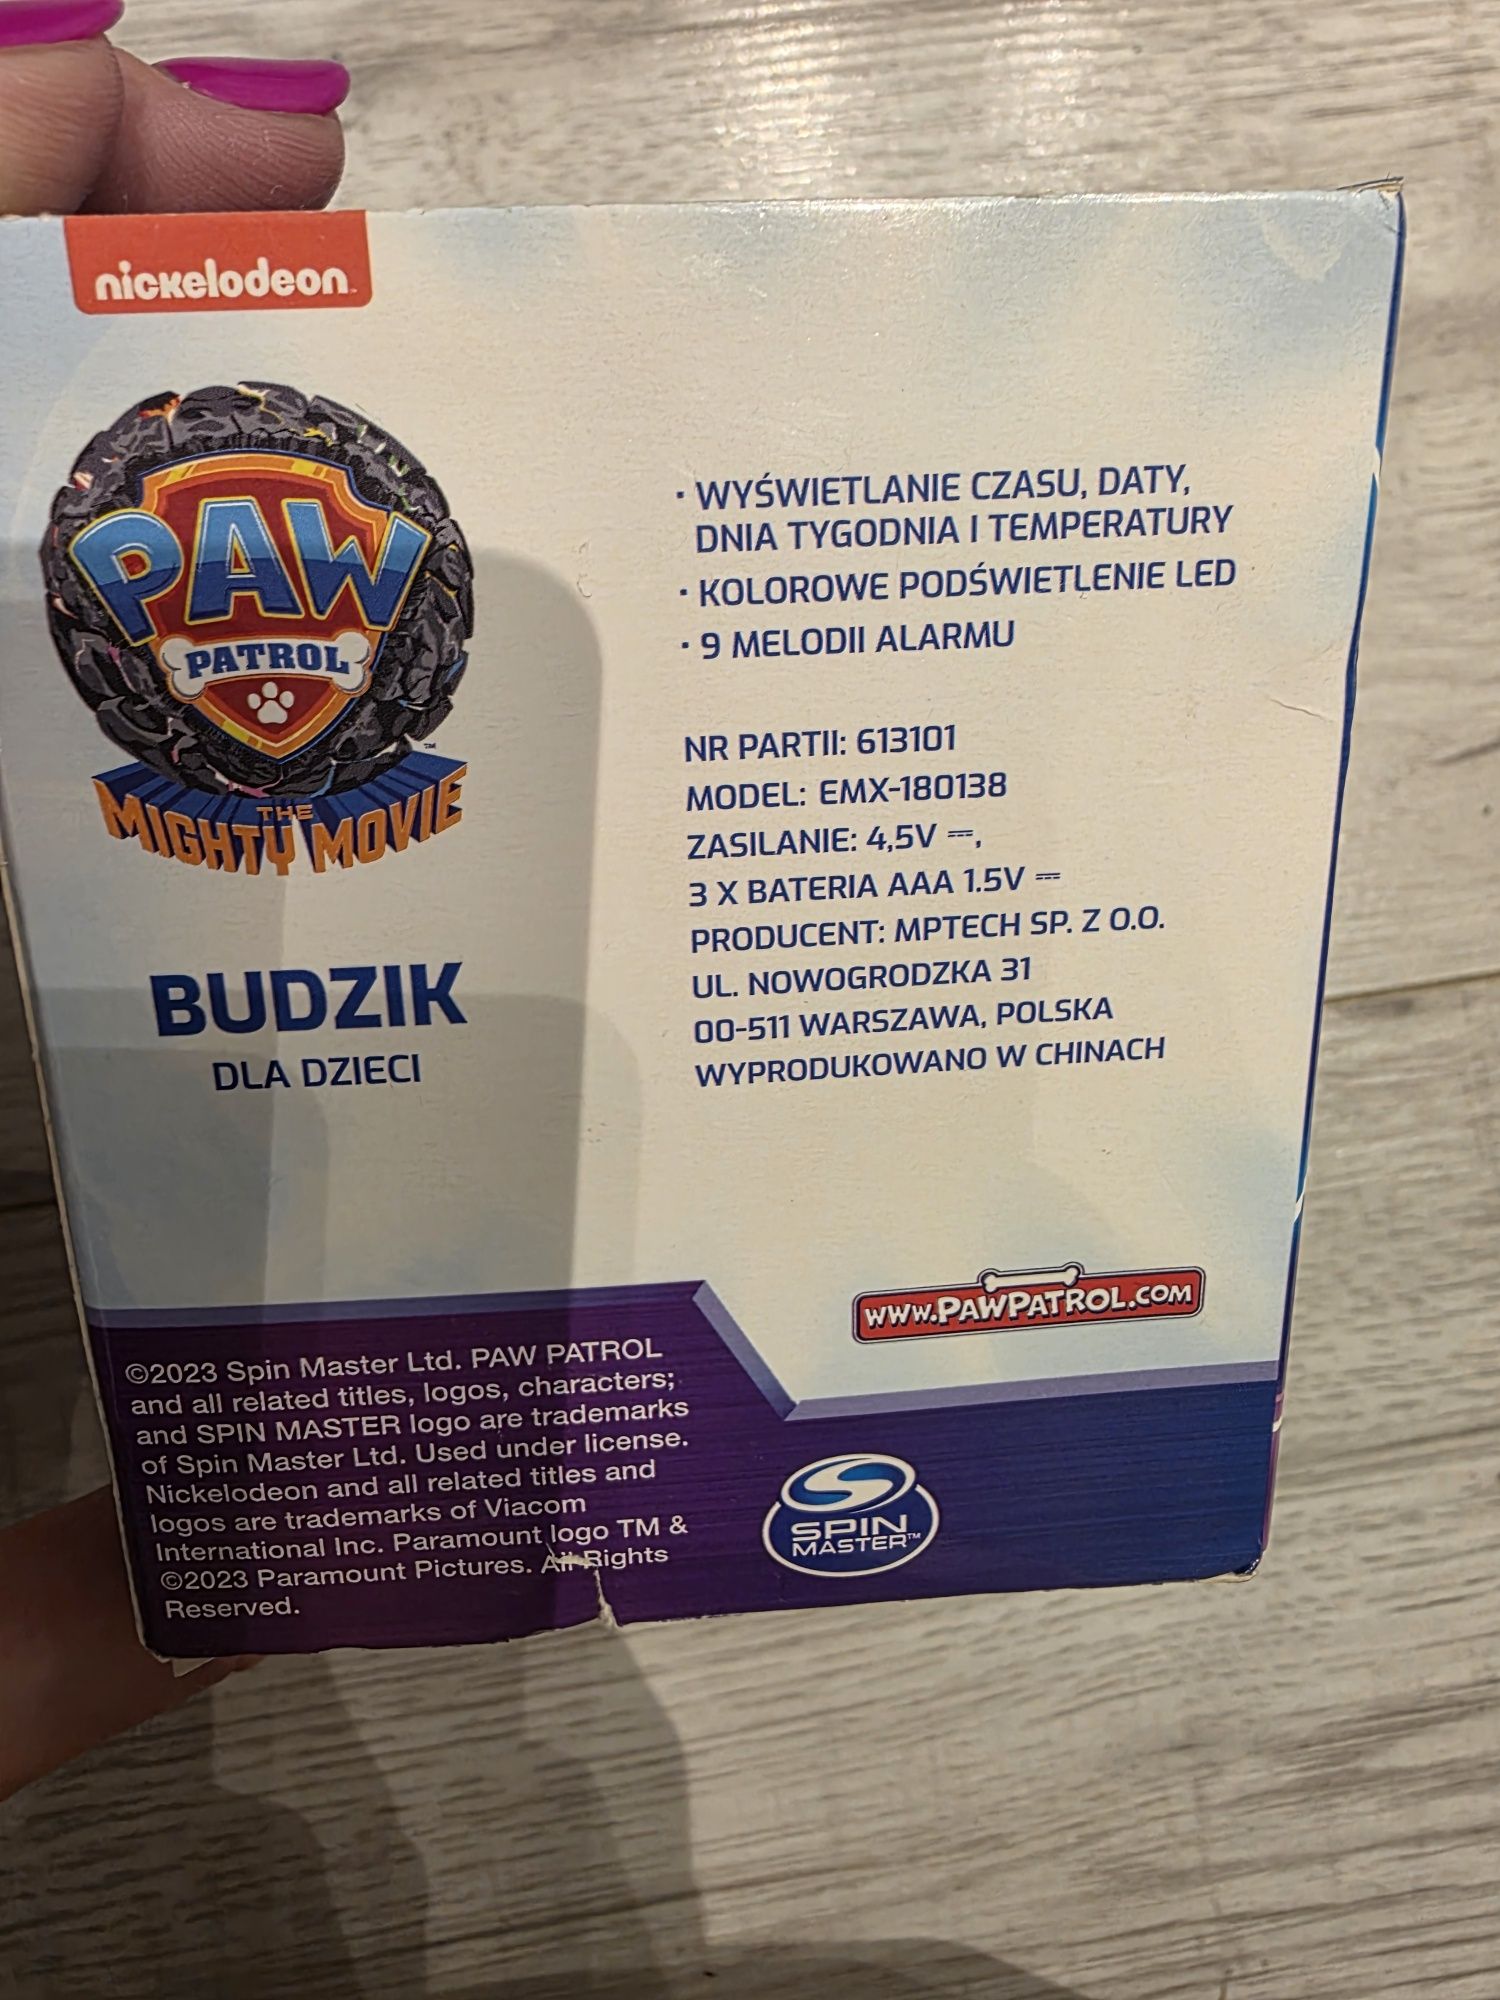 nickelodeon
PAW
PATROL
™
THE
MIGHTY MOVIE
BUDZIK
DLA DZIECI
· WYŚWIETLANIE CZASU, DATY,
DNIA TYGODNIA I TEMPERATURY
· KOLOROWE PODŚWIETLENIE LED
· 9 MELODII ALARMU
NR PARTII: 613101
MODEL: EMX-180138
ZASILANIE: 4,5V ⎓,
3 X BATERIA AAA 1.5V ⎓
PRODUCENT: MPTECH SP. Z O.O.
UL. NOWOGRODZKA 31
00-511 WARSZAWA, POLSKA
WYPRODUKOWANO W CHINACH
WWW.PAWPATROL.COM
©2023 Spin Master Ltd. PAW PATROL
and all related titles, logos, characters;
and SPIN MASTER logo are trademarks
of Spin Master Ltd. Used under license.
Nickelodeon and all related titles and
logos are trademarks of Viacom
International Inc. Paramount logo TM &
©2023 Paramount Pictures. All Rights
Reserved.
SPIN
MASTER™